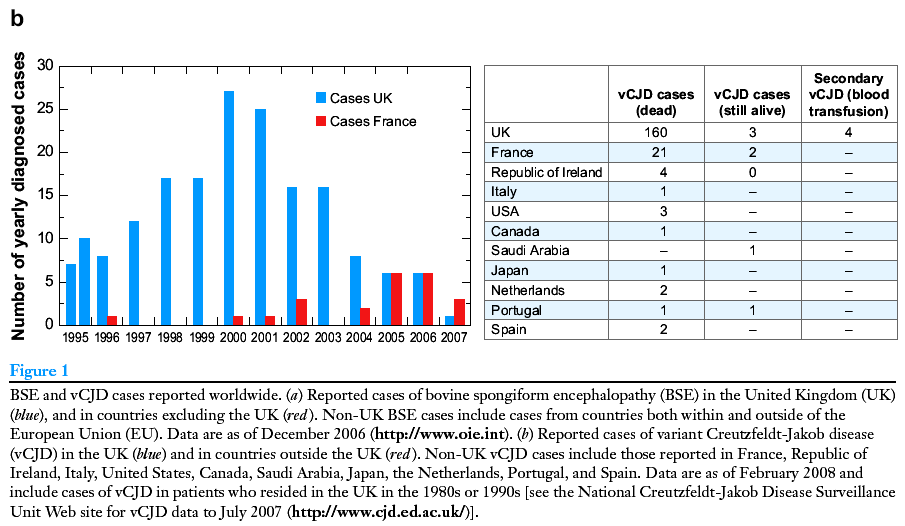 b
Number of yearly diagnosed cases
30
25
20
15
10
5
0
Cases UK
Cases France
1995 1996 1997 1998 1999 2000 2001 2002 2003 2004 2005 2006 2007
vCJD cases (dead) vCJD cases (still alive) Secondary vCJD (blood transfusion)
UK 160 3 4
France 21 2 –
Republic of Ireland 4 0 –
Italy 1 – –
USA 3 – –
Canada 1 – –
Saudi Arabia – 1 –
Japan 1 – –
Netherlands 2 – –
Portugal 1 1 –
Spain 2 – –
Figure 1
BSE and vCJD cases reported worldwide. (a) Reported cases of bovine spongiform encephalopathy (BSE) in the United Kingdom (UK)
(blue), and in countries excluding the UK (red). Non-UK BSE cases include cases from countries both within and outside of the
European Union (EU). Data are as of December 2006 (http://www.oie.int). (b) Reported cases of variant Creutzfeldt-Jakob disease
(vCJD) in the UK (blue) and in countries outside the UK (red). Non-UK vCJD cases include those reported in France, Republic of
Ireland, Italy, United States, Canada, Saudi Arabia, Japan, the Netherlands, Portugal, and Spain. Data are as of February 2008 and
include cases of vCJD in patients who resided in the UK in the 1980s or 1990s [see the National Creutzfeldt-Jakob Disease Surveillance
Unit Web site for vCJD data to July 2007 (http://www.cjd.ed.ac.uk/)].